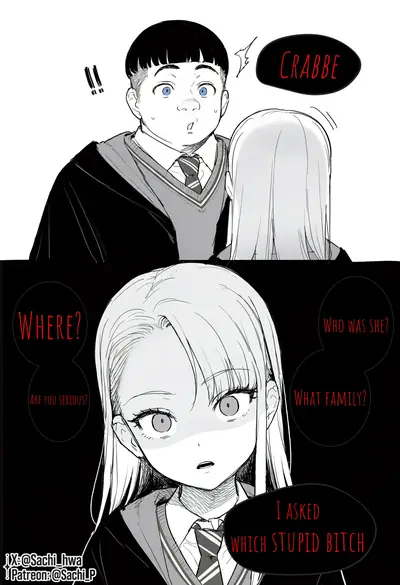 !!
CRABBE
WHERE?
WHO WAS SHE?
ARE YOU SERIOUS?
WHAT FAMILY?
I ASKED
WHICH STUPID BITCH
X:@Sachi_hwa
Patreon:@Sachi_P